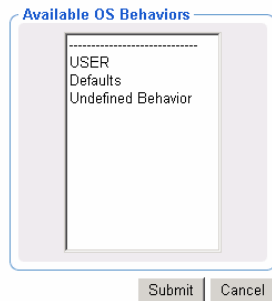 Available OS Behaviors
----------------------------
USER
Defaults
Undefined Behavior
Submit Cancel